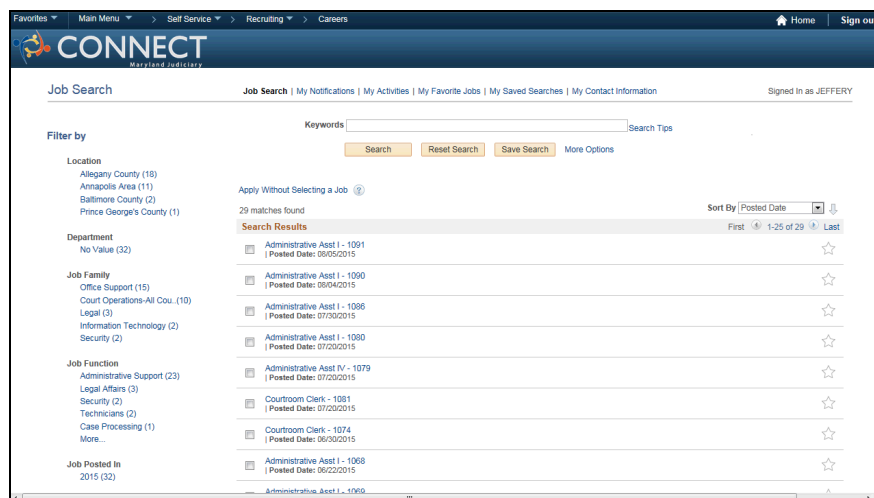 Favorites Main Menu > Self Service > Recruiting > Careers Home Sign ou
CONNECT
Maryland Judiciary
Job Search Job Search | My Notifications | My Activities | My Favorite Jobs | My Saved Searches | My Contact Information Signed In as JEFFERY
Keywords Search Tips
Search Reset Search Save Search More Options
Filter by
Location
Allegany County (18)
Annapolis Area (11)
Baltimore County (2)
Prince George's County (1)
Department
No Value (32)
Job Family
Office Support (15)
Court Operations-All Cou..(10)
Legal (3)
Information Technology (2)
Security (2)
Job Function
Administrative Support (23)
Legal Affairs (3)
Security (2)
Technicians (2)
Case Processing (1)
More...
Job Posted In
2015 (32)
Apply Without Selecting a Job ?
29 matches found Sort By Posted Date
Search Results First 1-25 of 29 Last
Administrative Asst I - 1091
| Posted Date: 08/05/2015
Administrative Asst I - 1090
| Posted Date: 08/04/2015
Administrative Asst I - 1086
| Posted Date: 07/30/2015
Administrative Asst I - 1080
| Posted Date: 07/20/2015
Administrative Asst IV - 1079
| Posted Date: 07/20/2015
Courtroom Clerk - 1081
| Posted Date: 07/20/2015
Courtroom Clerk - 1074
| Posted Date: 06/30/2015
Administrative Asst I - 1068
| Posted Date: 06/22/2015
Administrative Asst I - 1069